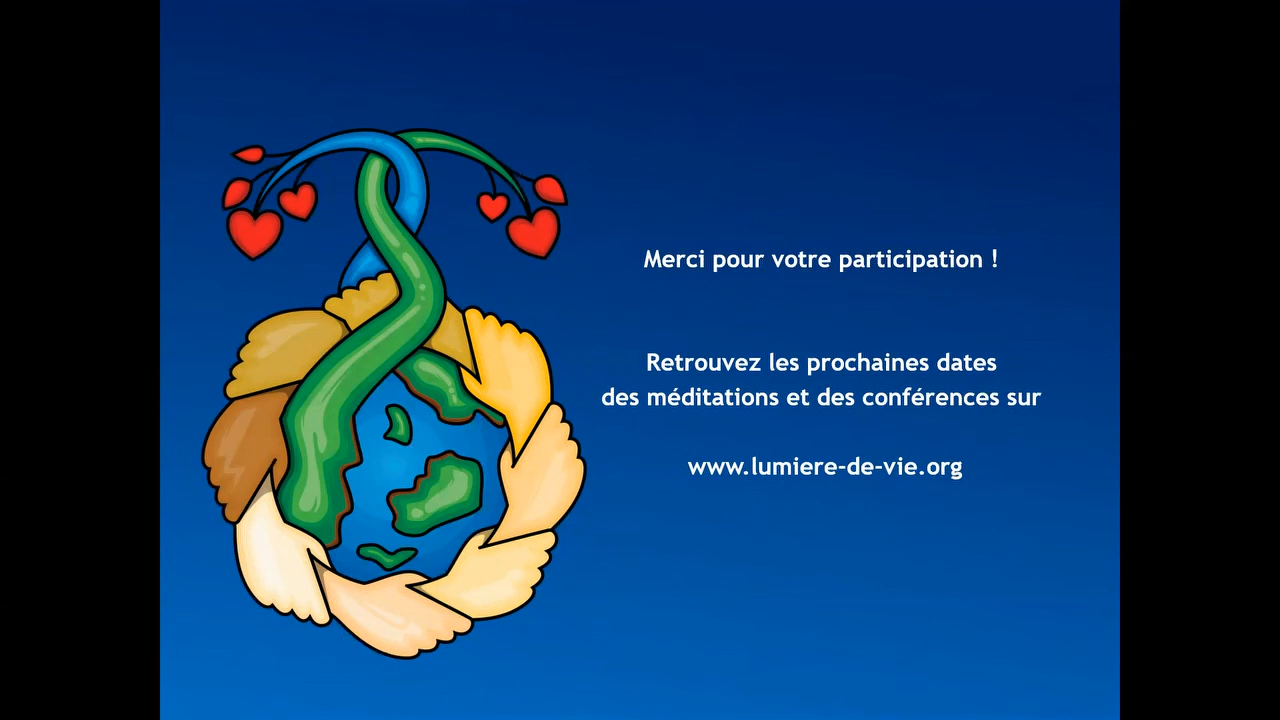 Merci pour votre participation !
Retrouvez les prochaines dates
des méditations et des conférences sur
www.lumiere-de-vie.org